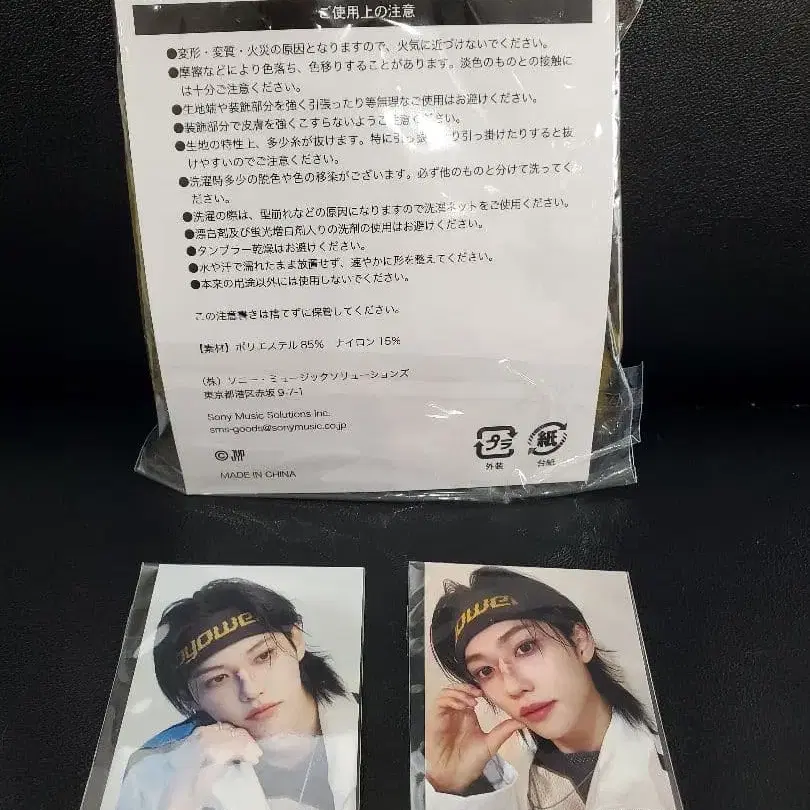 ご使用上の注意
●変形・変質・火災の原因となりますので、火気に近づけないでください。
●摩擦などにより色落ち、色移りすることがあります。淡色のものとの接触に
は十分ご注意ください。
●生地端や装飾部分を強く引張ったり等無理なご使用はお避けください。
●装飾部分で皮膚を強くこすらないようご注意ください。
●生地の特性上、多少糸が抜けます。特に引っ張ったり引っ掛けたりすると抜
けやすいのでご注意ください。
●洗濯時多少の脱色や色の移染がございます。必ず他のものと分けて洗ってく
ださい。
●洗濯の際は、型崩れなどの原因になりますので洗濯ネットをご使用ください。
●漂白剤及び蛍光増白剤入りの洗剤の使用はお避けください。
●タンブラー乾燥はお避けください。
●水や汗で濡れたまま放置せず、速やかに形を整えてください。
●本来の用途以外には使用しないでください。
この注意書きは捨てずに保管してください。
【素材】ポリエステル 85% ナイロン 15%
(株)ソニー・ミュージックソリューションズ
東京都港区赤坂 9-7-1
Sony Music Solutions Inc.
sms-goods@sonymusic.co.jp
プラ 紙
外装 台紙
© JYP
MADE IN CHINA